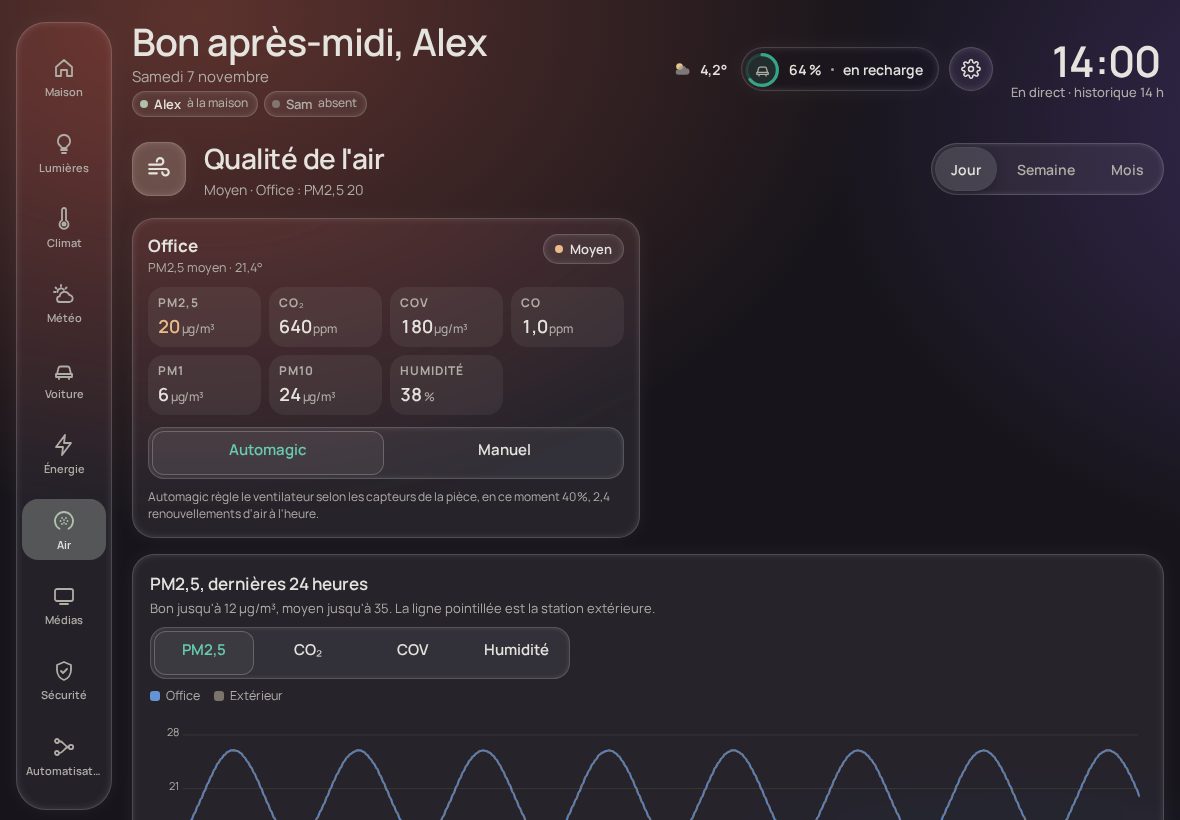 Bon après-midi, Alex
Samedi 7 novembre
Alex à la maison
Sam absent
4,2°
64 % · en recharge
14:00
En direct · historique 14 h
Maison
Lumières
Climat
Météo
Voiture
Énergie
Air
Médias
Sécurité
Automatisat…
Qualité de l'air
Moyen · Office : PM2,5 20
Jour
Semaine
Mois
Office
PM2,5 moyen · 21,4°
Moyen
PM2,5
20 µg/m³
CO₂
640 ppm
COV
180 µg/m³
CO
1,0 ppm
PM1
6 µg/m³
PM10
24 µg/m³
HUMIDITÉ
38 %
Automagic
Manuel
Automagic règle le ventilateur selon les capteurs de la pièce, en ce moment 40 %, 2,4
renouvellements d'air à l'heure.
PM2,5, dernières 24 heures
Bon jusqu'à 12 µg/m³, moyen jusqu'à 35. La ligne pointillée est la station extérieure.
PM2,5
CO₂
COV
Humidité
Office
Extérieur
28
21